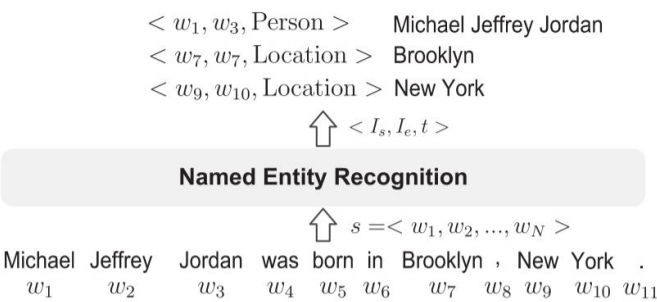 < w1, w3, Person > Michael Jeffrey Jordan
< w7, w7, Location > Brooklyn
< w9, w10, Location > New York
< Is, Ie, t >
Named Entity Recognition
s =< w1, w2, ..., wN >
Michael Jeffrey Jordan was born in Brooklyn , New York .
w1 w2 w3 w4 w5 w6 w7 w8 w9 w10 w11